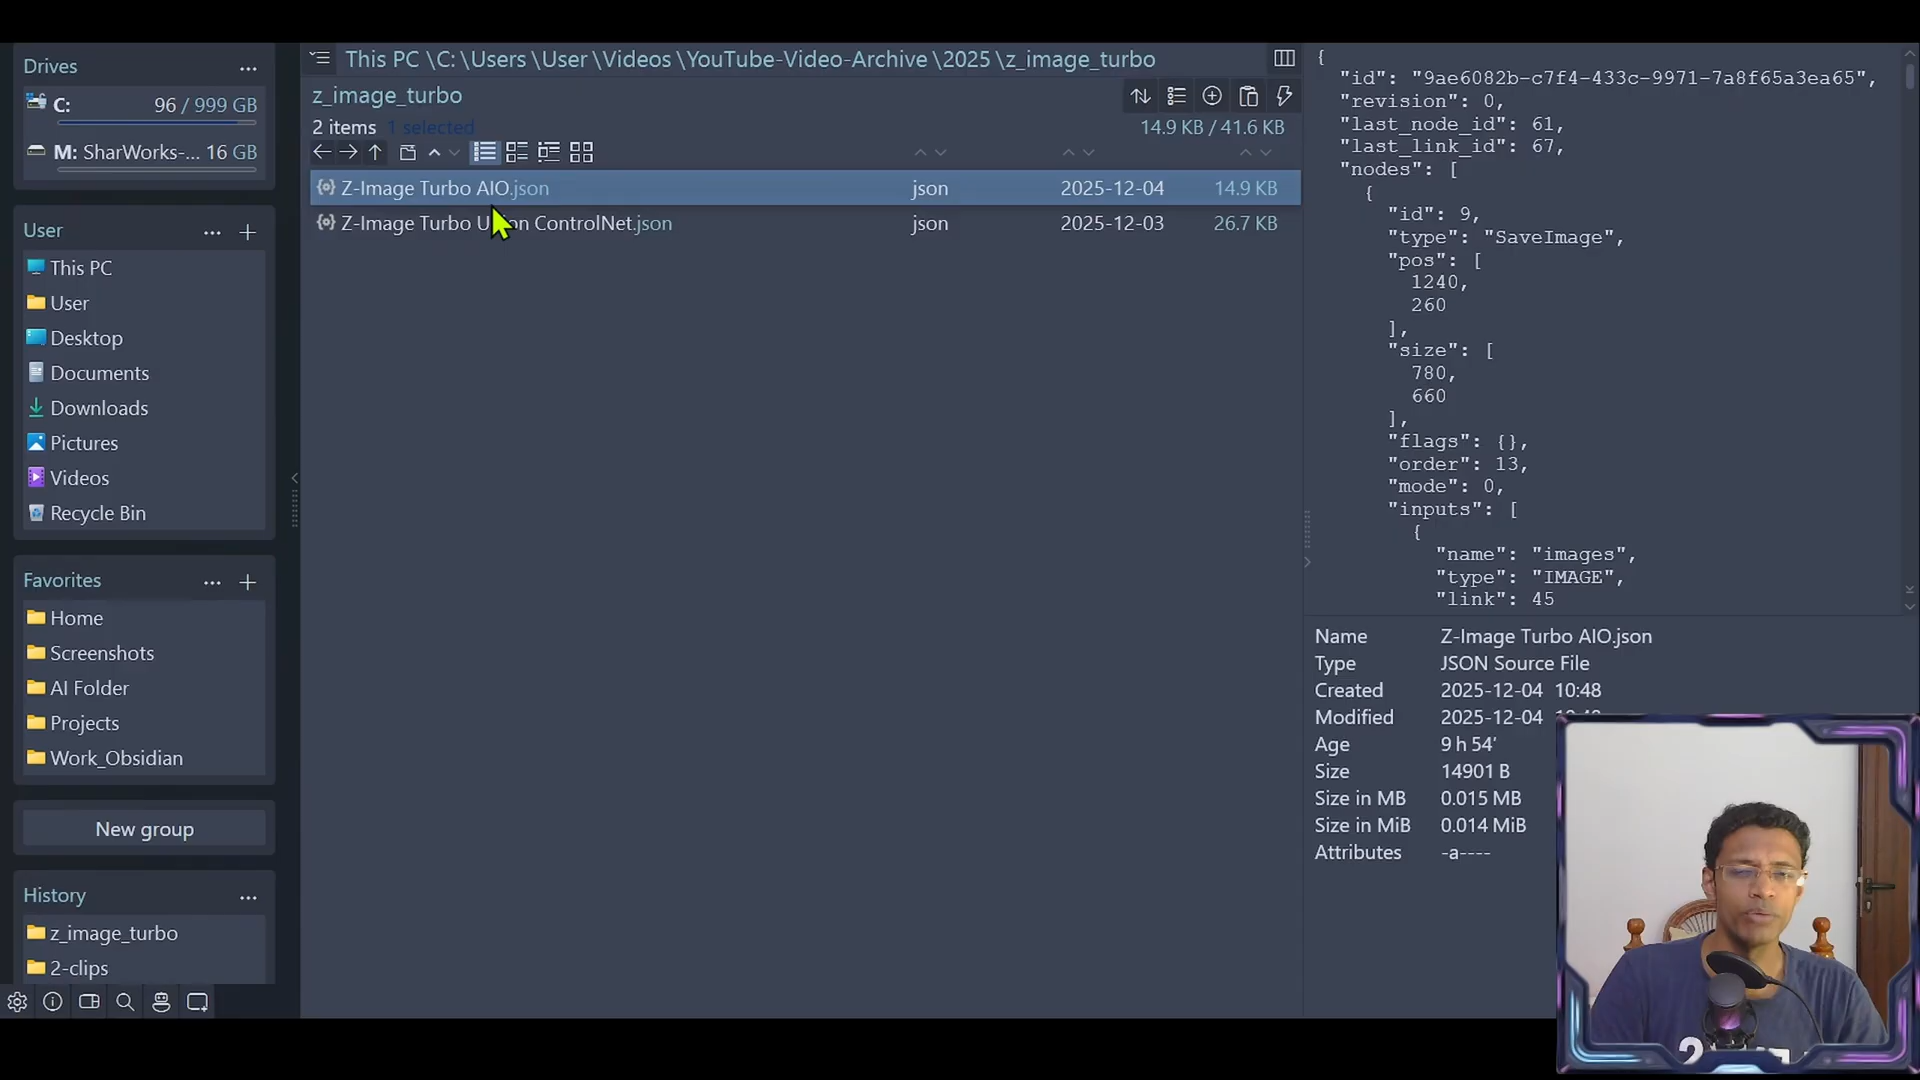 Drives
C: 96 / 999 GB
M: SharWorks-... 16 GB
User
This PC
User
Desktop
Documents
Downloads
Pictures
Videos
Recycle Bin
Favorites
Home
Screenshots
AI Folder
Projects
Work_Obsidian
New group
History
z_image_turbo
2-clips
This PC \C: \Users \User \Videos \YouTube-Video-Archive \2025 \z_image_turbo
z_image_turbo
2 items 1 selected 14.9 KB / 41.6 KB
Z-Image Turbo AIO.json json 2025-12-04 14.9 KB
Z-Image Turbo ControlNet.json json 2025-12-03 26.7 KB
{
"id": "9ae6082b-c7f4-433c-9971-7a8f65a3ea65",
"revision": 0,
"last_node_id": 61,
"last_link_id": 67,
"nodes": [
{
"id": 9,
"type": "SaveImage",
"pos": [
1240,
260
],
"size": [
780,
660
],
"flags": {},
"order": 13,
"mode": 0,
"inputs": [
{
"name": "images",
"type": "IMAGE",
"link": 45
Name Z-Image Turbo AIO.json
Type JSON Source File
Created 2025-12-04 10:48
Modified 2025-12-04
Age 9 h 54'
Size 14901 B
Size in MB 0.015 MB
Size in MiB 0.014 MiB
Attributes -a----